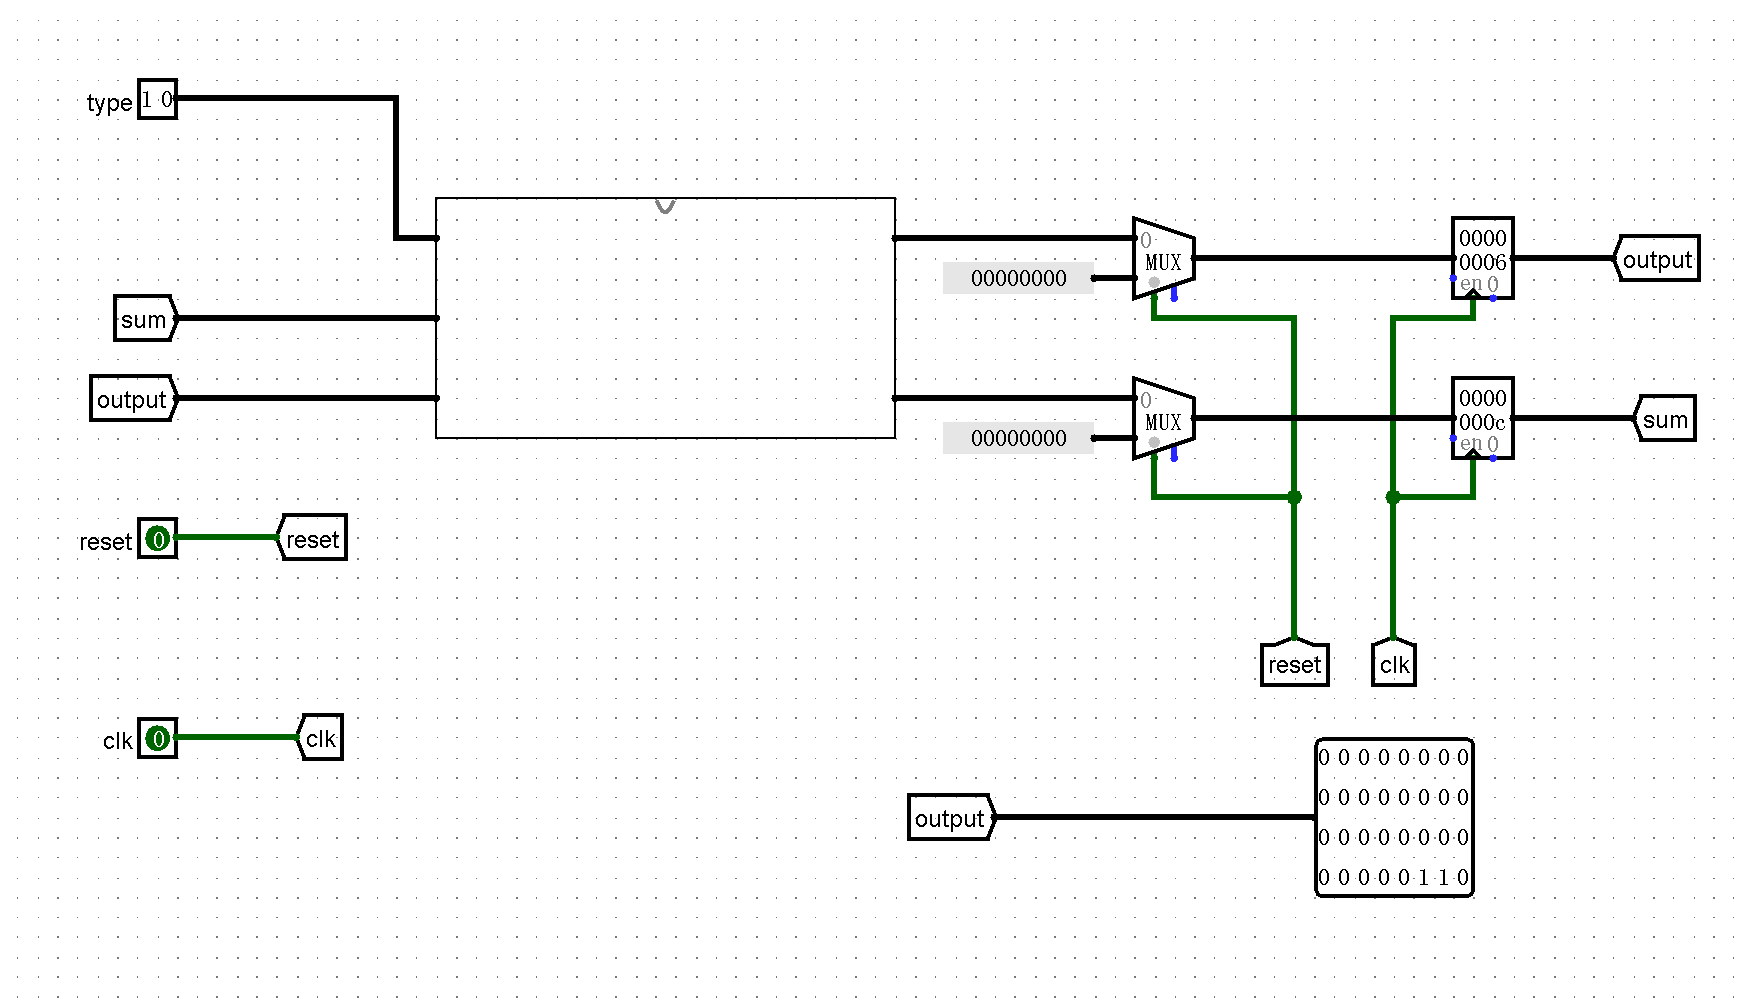 type 1 0
0
MUX
00000000
0000
0006
en 0
output
sum
output
0
MUX
00000000
0000
000c
en 0
sum
reset 0 reset
reset
clk
clk 0 clk
output
0 0 0 0 0 0 0 0
0 0 0 0 0 0 0 0
0 0 0 0 0 0 0 0
0 0 0 0 0 1 1 0